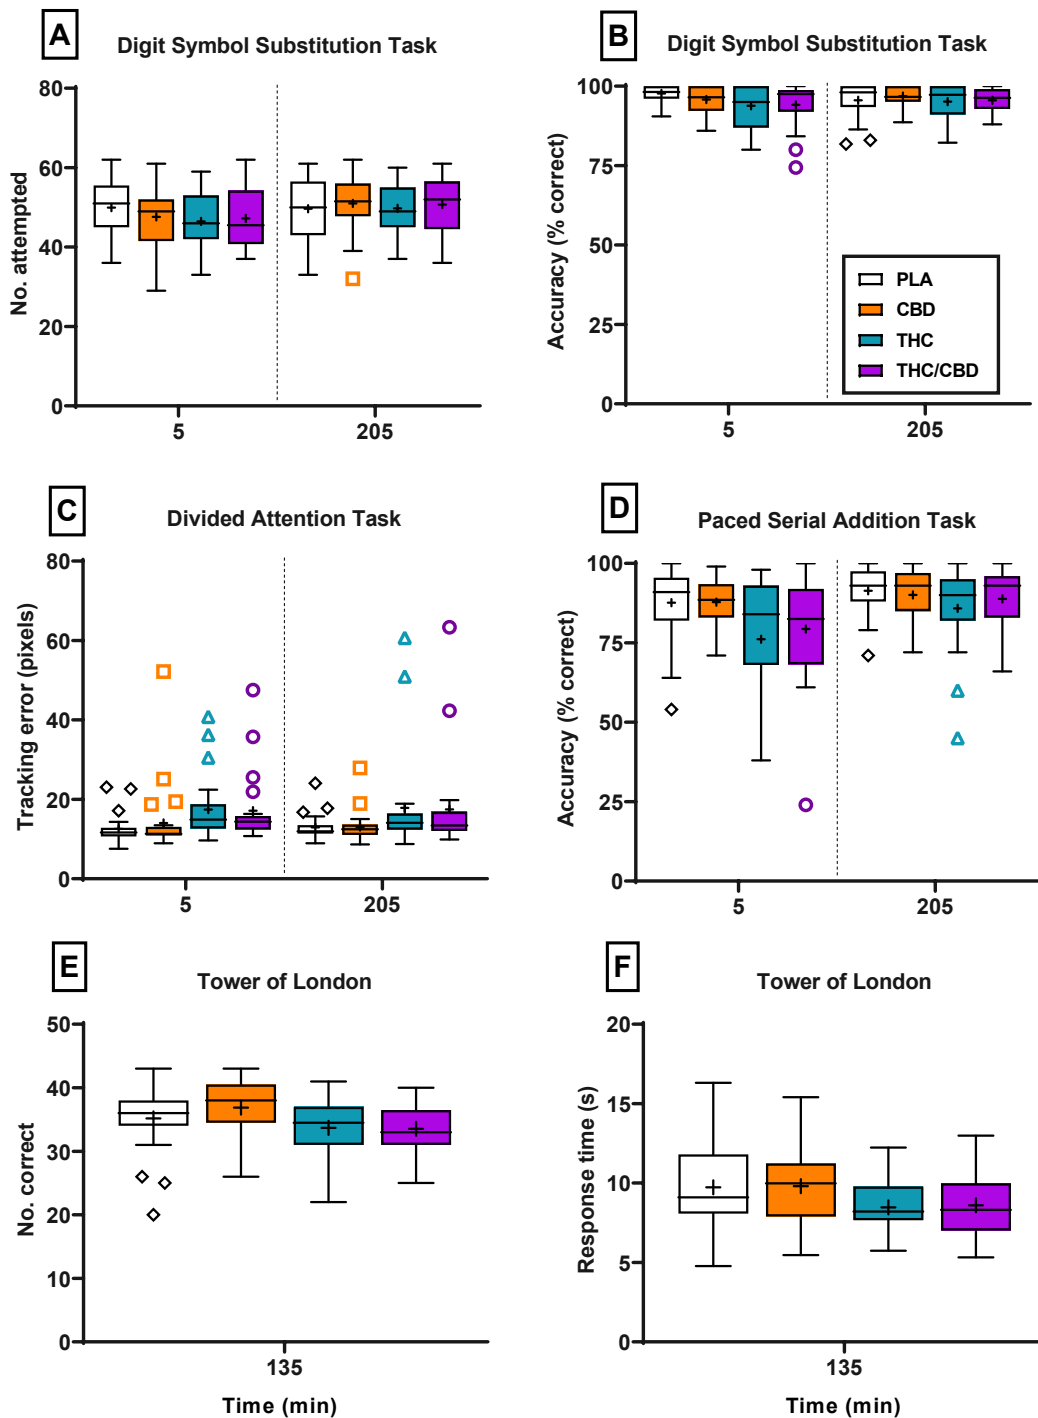 A
Digit Symbol Substitution Task
80
60
40
20
0
No. attempted
5
205
B
Digit Symbol Substitution Task
100
75
50
25
0
Accuracy (% correct)
PLA
CBD
THC
THC/CBD
5
205
C
Divided Attention Task
80
60
40
20
0
Tracking error (pixels)
5
205
D
Paced Serial Addition Task
100
75
50
25
0
Accuracy (% correct)
5
205
E
Tower of London
50
40
30
20
10
0
No. correct
135
Time (min)
F
Tower of London
20
15
10
5
0
Response time (s)
135
Time (min)